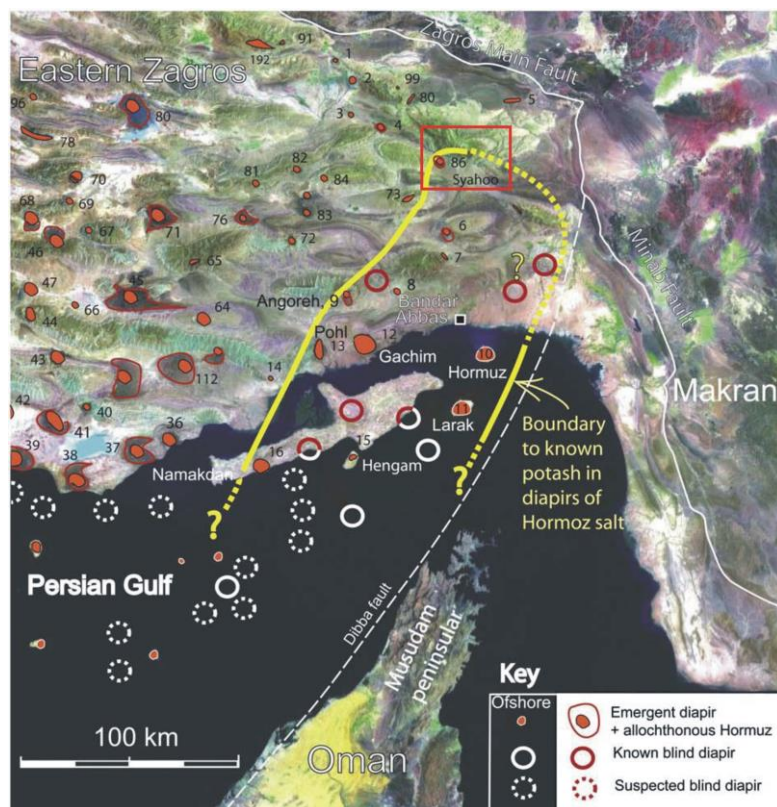 91
192
1
Zagros Main Fault
Eastern Zagros
2
99
80
5
96
80
3
4
78
82
86
70
81
84
Syahoo
69
73
68
71
76
83
67
6
46
72
7
65
?
47
45
Angoreh, 9
8
Bandar
Abbas
Minab Fault
66
44
64
Pohl
12
13
Gachim
10
Hormuz
Makran
43
112
14
11
Larak
42
40
36
41
Boundary
to known
potash in
diapirs of
Hormoz salt
39
38
37
Namakdan
16
15
Hengam
?
?
Persian Gulf
Dibba fault
Musudam
peninsular
Key
Ofshore
Emergent diapir
+ allochthonous Hormuz
Known blind diapir
Suspected blind diapir
100 km
Oman